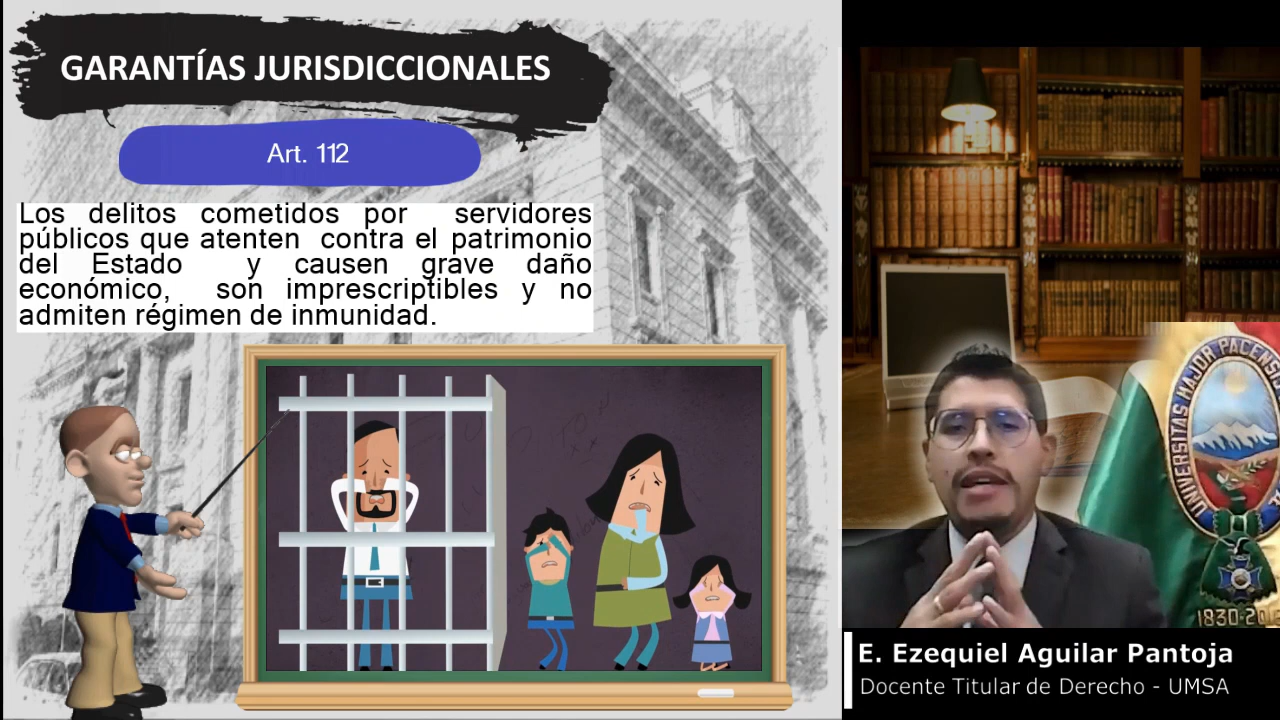 GARANTÍAS JURISDICCIONALES
Art. 112
Los delitos cometidos por servidores
públicos que atenten contra el patrimonio
del Estado y causen grave daño
económico, son imprescriptibles y no
admiten régimen de inmunidad.
UNIVERSITAS MAJOR PACENSI
1830-20
E. Ezequiel Aguilar Pantoja
Docente Titular de Derecho - UMSA